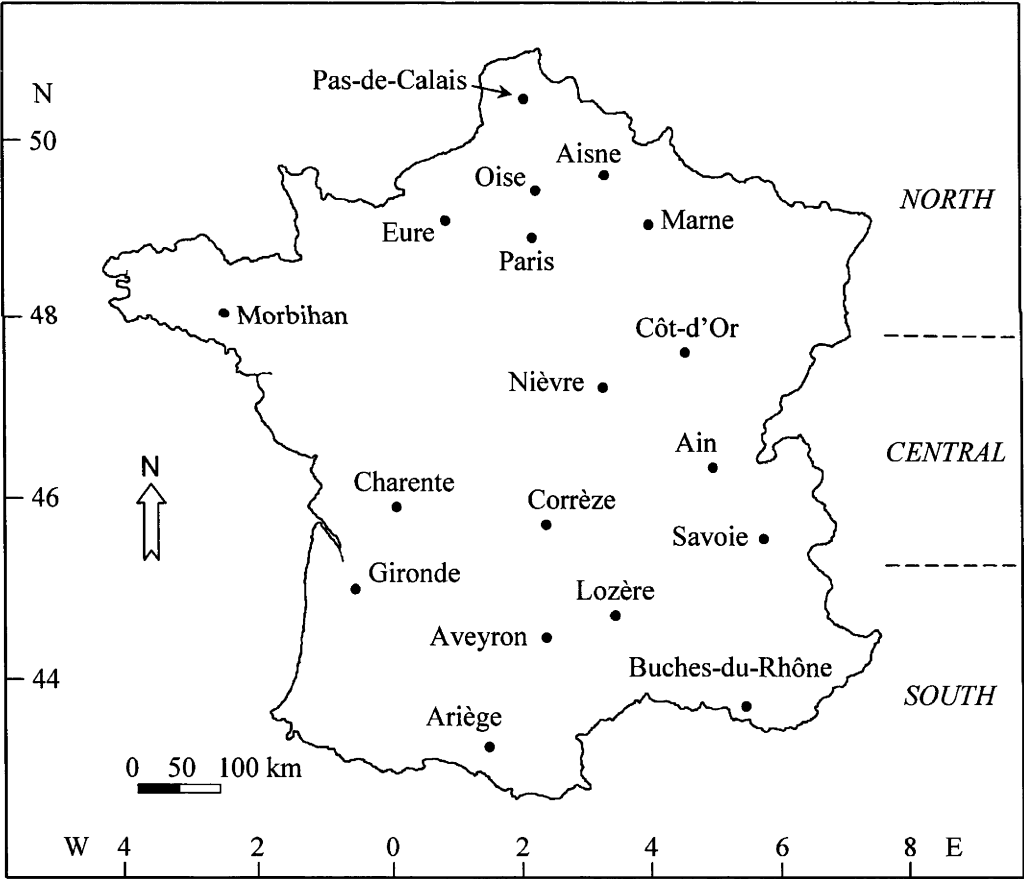 Pas-de-Calais
N
50
Aisne
Oise
NORTH
Eure
Marne
Paris
48
Morbihan
Côt-d'Or
Nièvre
Ain
CENTRAL
N
Charente
46
Corrèze
Savoie
Gironde
Lozère
Aveyron
Buches-du-Rhône
44
SOUTH
Ariège
0 50 100 km
W 4 2 0 2 4 6 8 E